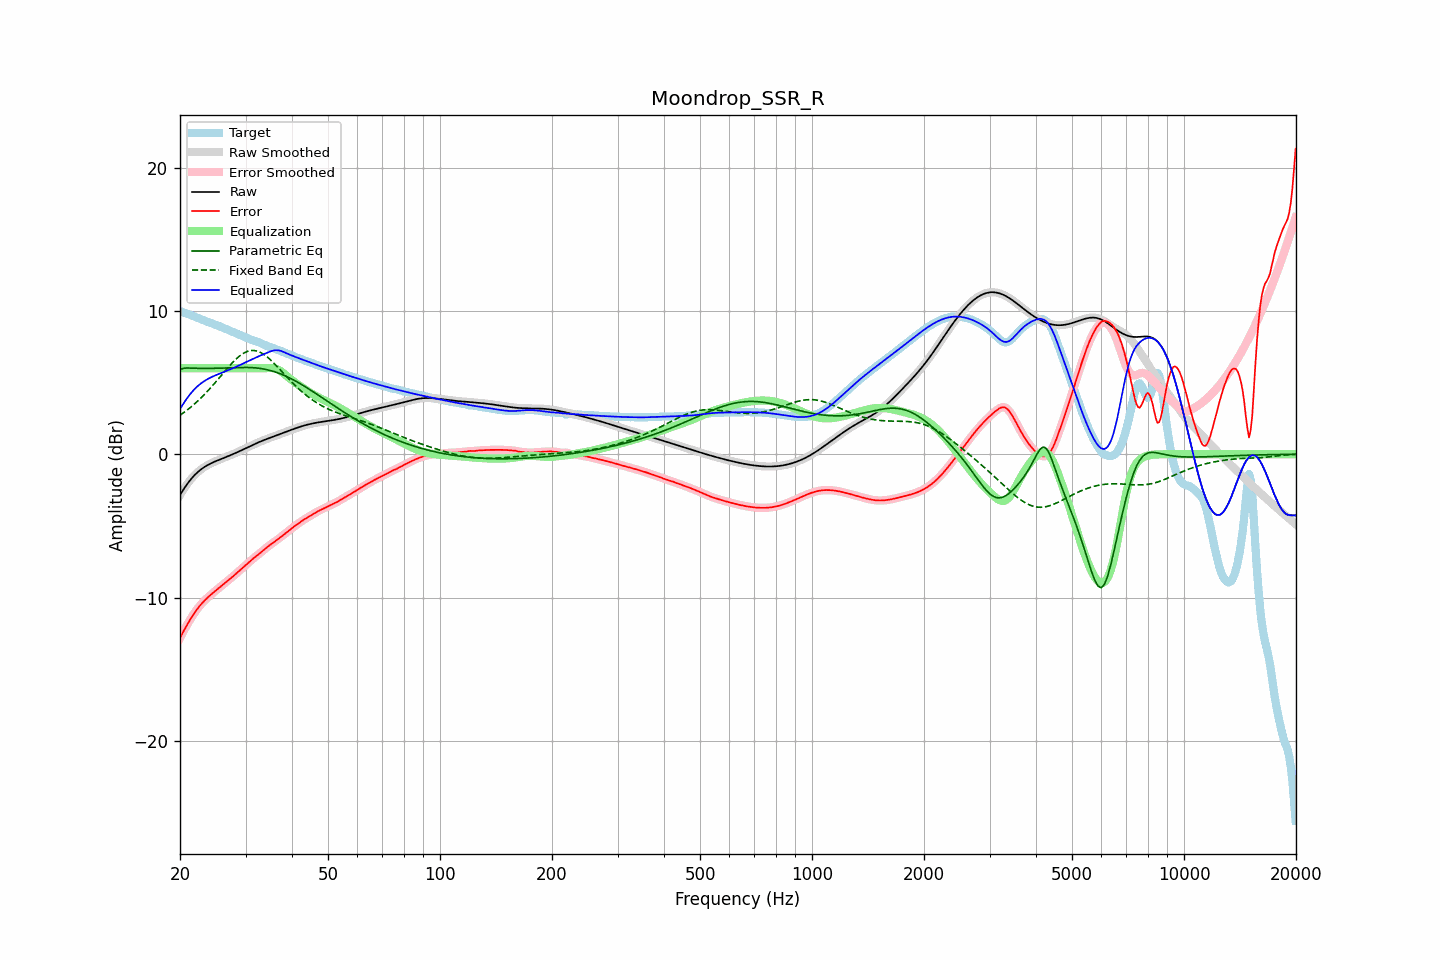 Moondrop_SSR_R
Target
Raw Smoothed
Error Smoothed
Raw
Error
Equalization
Parametric Eq
Fixed Band Eq
Equalized
20
10
0
−10
−20
Amplitude (dBr)
20
50
100
200
500
1000
2000
5000
10000
20000
Frequency (Hz)